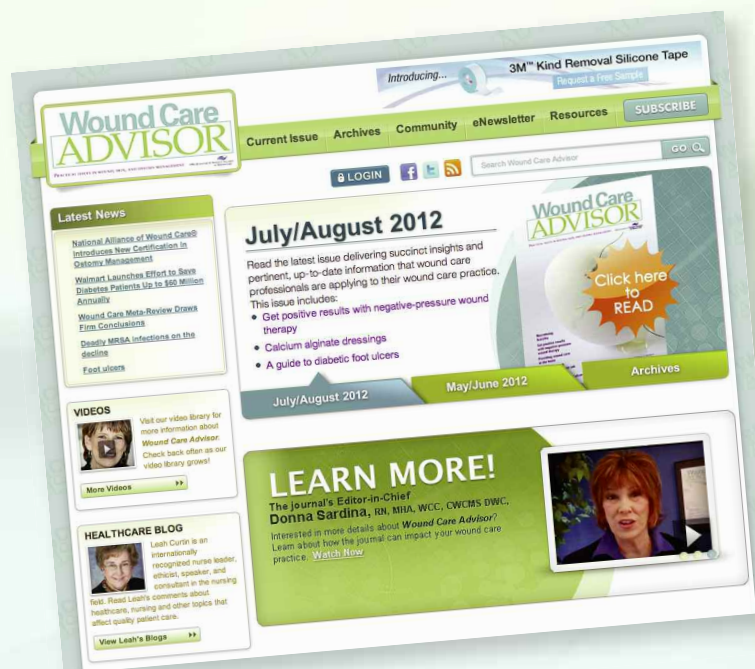 Introducing...
3M™ Kind Removal Silicone Tape
Request a Free Sample
Wound Care
ADVISOR
Current Issue
Archives
Community
eNewsletter
Resources
SUBSCRIBE
LOGIN
Search Wound Care Advisor
GO
Latest News
National Alliance of Wound Care®
Introduces New Certification in
Ostomy Management
Walmart Launches Effort to Save
Diabetes Patients Up to $60 Million
Annually
Wound Care Meta-Review Draws
Firm Conclusions
Deadly MRSA infections on the
decline
Foot ulcers
July/August 2012
Read the latest issue delivering succinct insights and
pertinent, up-to-date information that wound care
professionals are applying to their wound care practice.
This issue includes:
• Get positive results with negative-pressure wound
therapy
• Calcium alginate dressings
• A guide to diabetic foot ulcers
Wound Care
ADVISOR
Click here
to
READ
July/August 2012
May/June 2012
Archives
VIDEOS
Visit our video library for
more information about
Wound Care Advisor.
Check back often as our
video library grows!
More Videos
LEARN MORE!
The journal's Editor-in-Chief
Donna Sardina, RN, MHA, WCC, CWCMS DWC,
Interested in more details about Wound Care Advisor?
Learn about how the journal can impact your wound care
practice. Watch Now
HEALTHCARE BLOG
Leah Curtin is an
internationally
recognized nurse leader,
ethicist, speaker, and
consultant in the nursing
field. Read Leah's comments about
healthcare, nursing and other topics that
affect quality patient care.
View Leah's Blogs